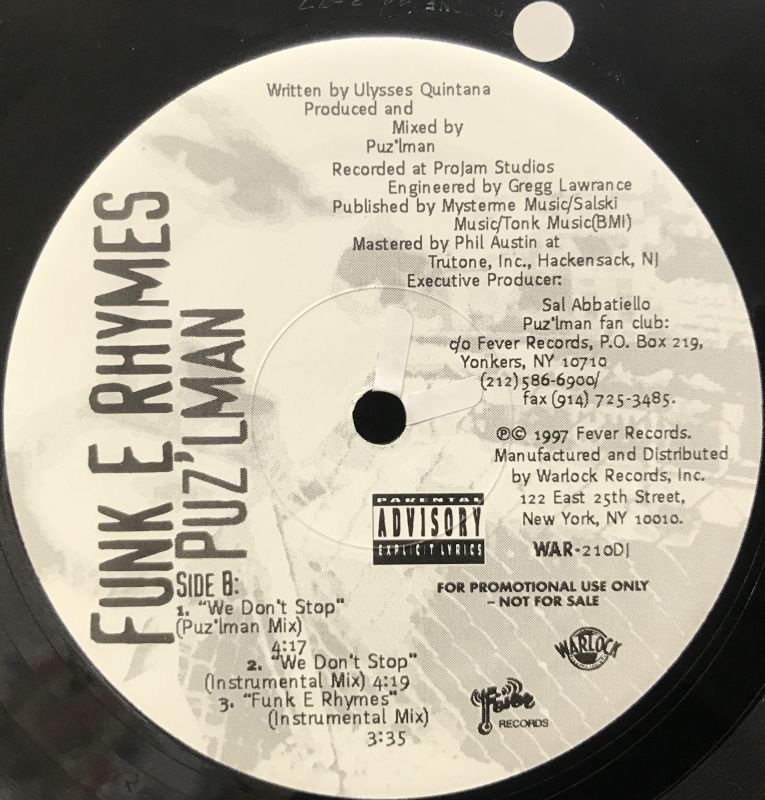 Written by Ulysses Quintana
Produced and
Mixed by
Puz'lman
Recorded at ProJam Studios
Engineered by Gregg Lawrance
Published by Mysterme Music/Salski
Music/Tonk Music(BMI)
Mastered by Phil Austin at
Trutone, Inc., Hackensack, NJ
Executive Producer:
Sal Abbatiello
Puz'lman fan club:
c/o Fever Records, P.O. Box 219,
Yonkers, NY 10710
(212)586-6900/
fax (914) 725-3485.
℗© 1997 Fever Records.
Manufactured and Distributed
by Warlock Records, Inc.
122 East 25th Street,
New York, NY 10010.
WAR-210DJ
FOR PROMOTIONAL USE ONLY
– NOT FOR SALE
PARENTAL
ADVISORY
EXPLICIT LYRICS
FUNK E RHYMES
PUZ'LMAN
SIDE B:
1. "We Don't Stop"
(Puz'lman Mix)
4:17
2. "We Don't Stop"
(Instrumental Mix) 4:19
3. "Funk E Rhymes"
(Instrumental Mix)
3:35
WARLOCK
Fever
RECORDS